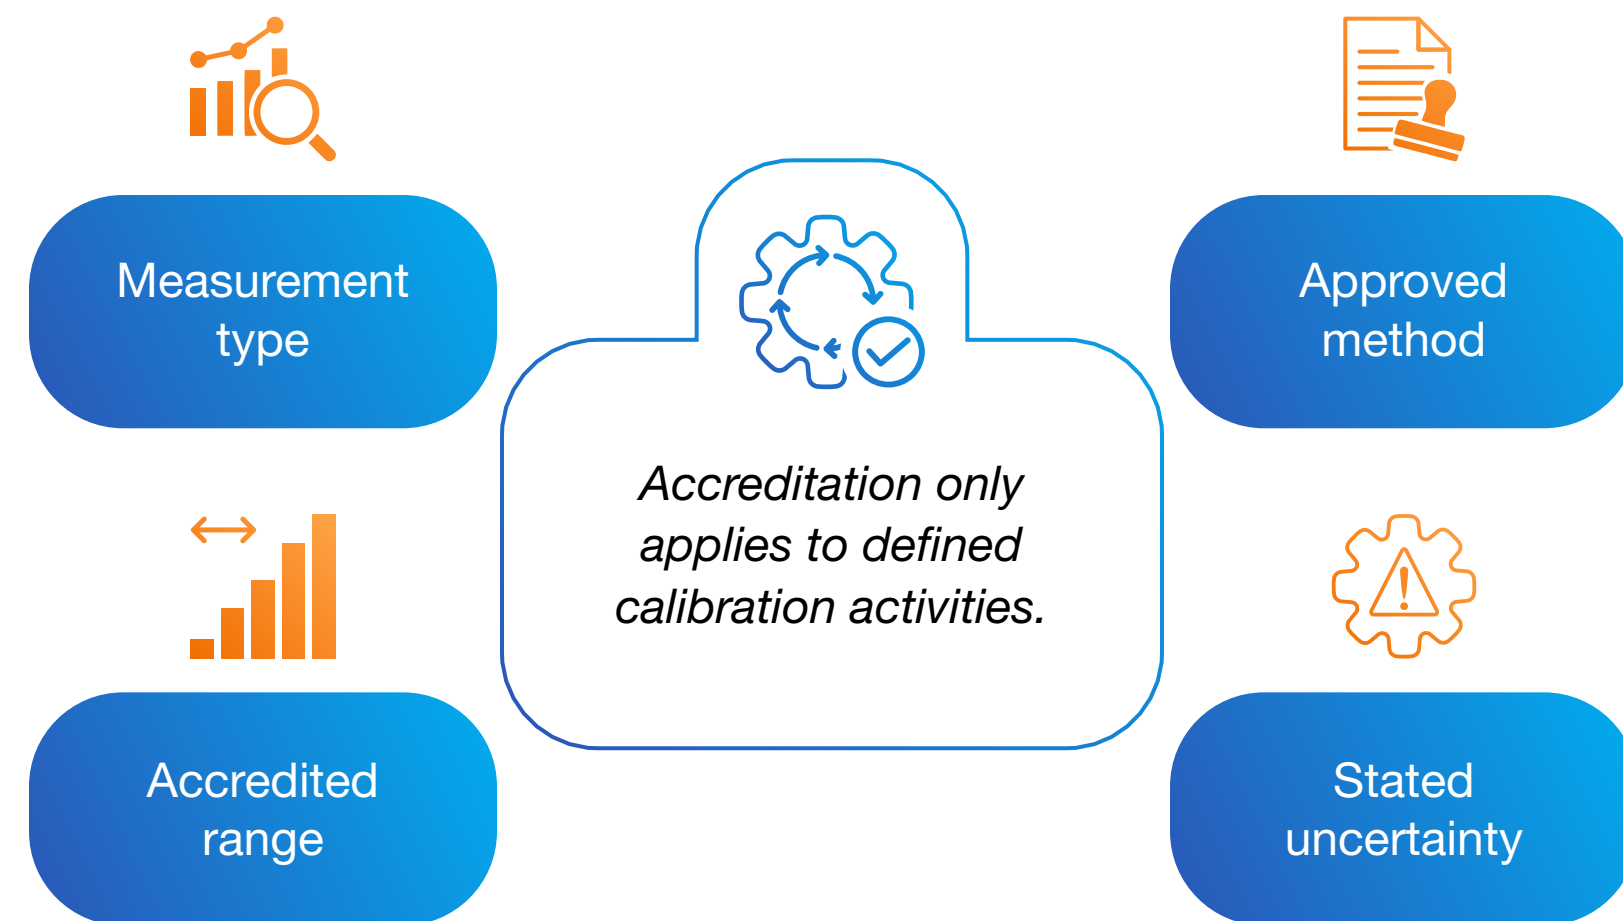 Measurement
type
Approved
method
Accreditation only
applies to defined
calibration activities.
Accredited
range
Stated
uncertainty